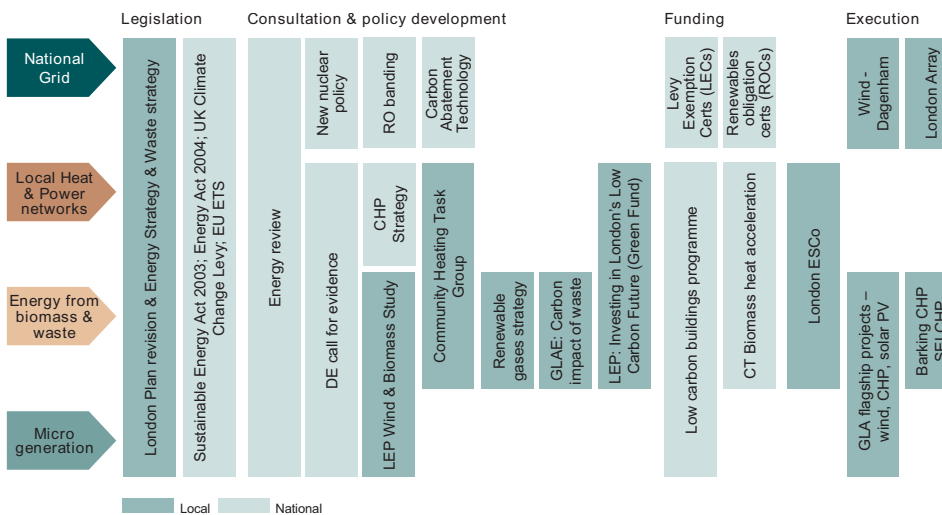 Legislation
Consultation & policy development
Funding
Execution
National
Grid
Local Heat
& Power
networks
Energy from
biomass &
waste
Micro
generation
London Plan revision & Energy Strategy & Waste strategy
Sustainable Energy Act 2003; Energy Act 2004; UK Climate
Change Levy; EU ETS
Energy review
New nuclear
policy
DE call for evidence
RO banding
CHP
Strategy
LEP Wind & Biomass Study
Carbon
Abatement
Technology
Community Heating Task
Group
Renewable
gases strategy
GLAE: Carbon
impact of waste
LEP: Investing in London's Low
Carbon Future (Green Fund)
Levy
Exemption
Certs (LECs)
Low carbon buildings programme
Renewables
obligation
certs (ROCs)
CT Biomass heat acceleration
London ESCo
Wind -
Dagenham
GLA flagship projects –
wind, CHP, solar PV
London Array
Barking CHP
Local
National